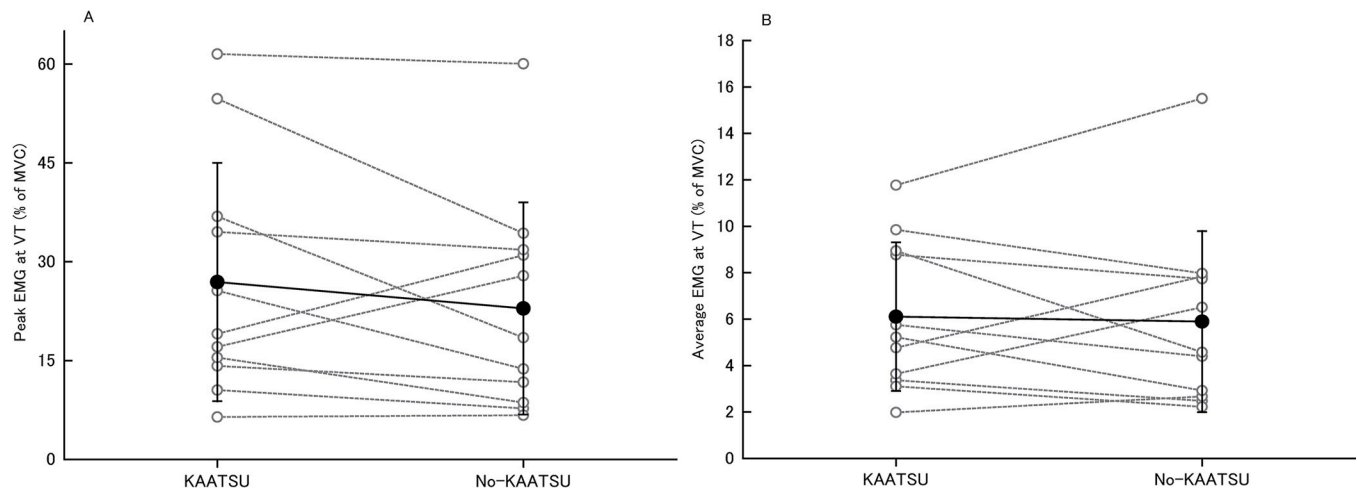 A
Peak EMG at VT (% of MVC)
60
45
30
15
0
KAATSU
No-KAATSU
B
Average EMG at VT (% of MVC)
18
16
14
12
10
8
6
4
2
0
KAATSU
No-KAATSU